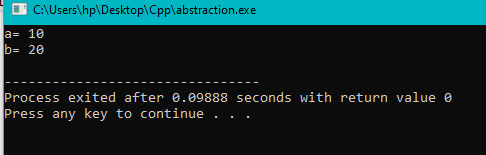 C:\Users\hp\Desktop\Cpp\abstraction.exe
a= 10
b= 20
--------------------------------
Process exited after 0.09888 seconds with return value 0
Press any key to continue . . .